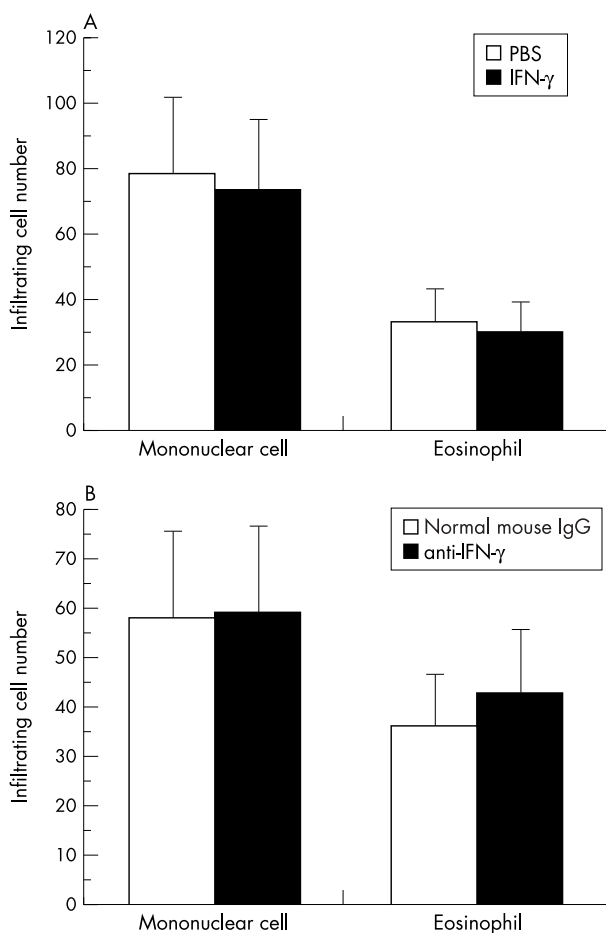 A
120
100
80
60
40
20
0
Infiltrating cell number
PBS
IFN-γ
Mononuclear cell
Eosinophil
B
80
70
60
50
40
30
20
10
0
Infiltrating cell number
Normal mouse IgG
anti-IFN-γ
Mononuclear cell
Eosinophil